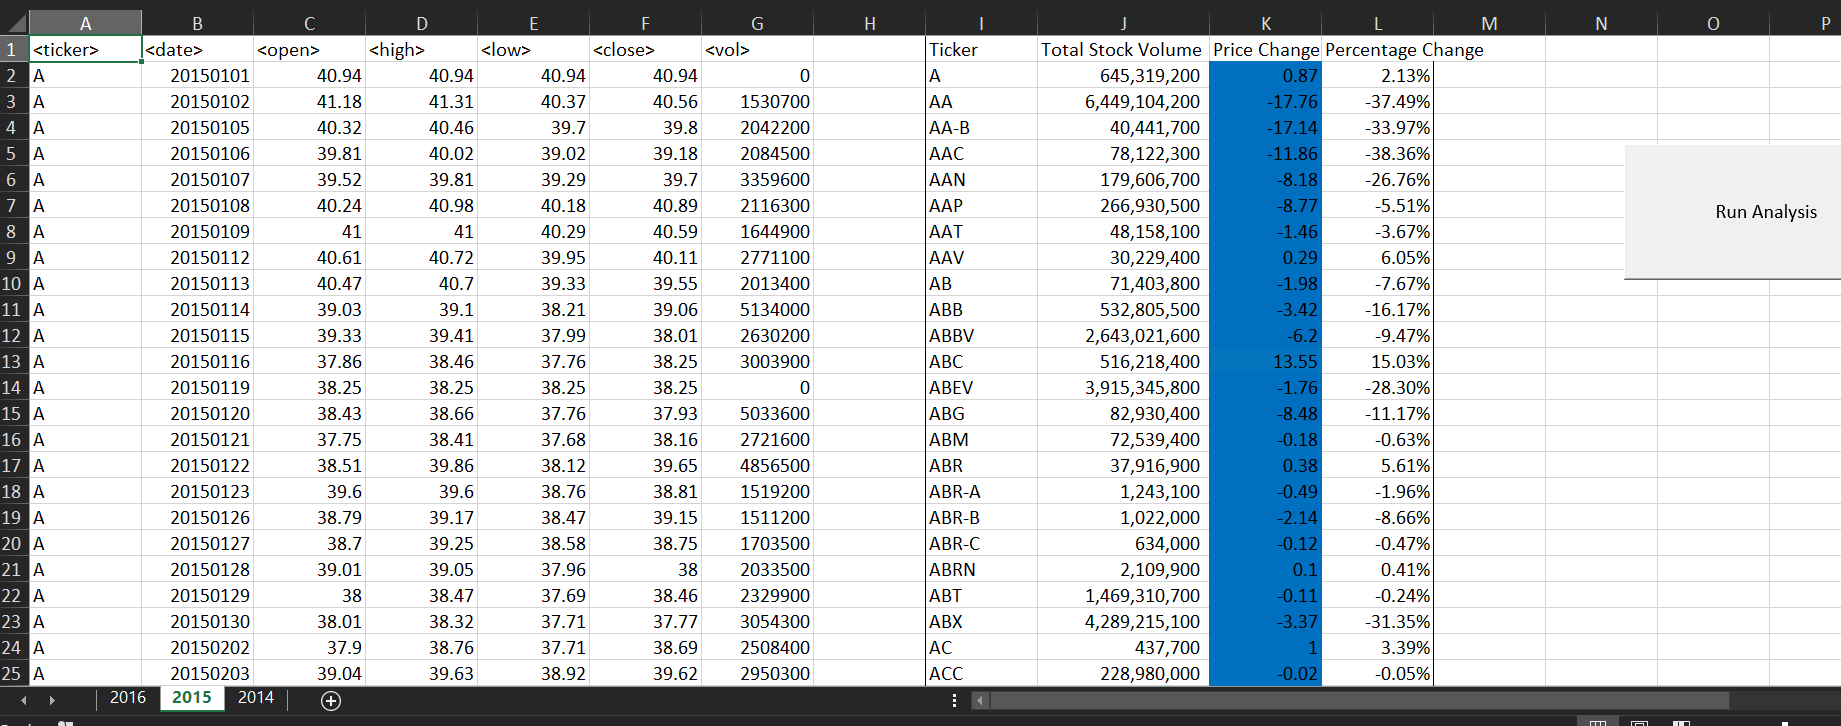 A B C D E F G H I J K L M N O P
1 <ticker> <date> <open> <high> <low> <close> <vol> Ticker Total Stock Volume Price Change Percentage Change
2 A 20150101 40.94 40.94 40.94 40.94 0 A 645,319,200 0.87 2.13%
3 A 20150102 41.18 41.31 40.37 40.56 1530700 AA 6,449,104,200 -17.76 -37.49%
4 A 20150105 40.32 40.46 39.7 39.8 2042200 AA-B 40,441,700 -17.14 -33.97%
5 A 20150106 39.81 40.02 39.02 39.18 2084500 AAC 78,122,300 -11.86 -38.36%
6 A 20150107 39.52 39.81 39.29 39.7 3359600 AAN 179,606,700 -8.18 -26.76%
7 A 20150108 40.24 40.98 40.18 40.89 2116300 AAP 266,930,500 -8.77 -5.51%
Run Analysis
8 A 20150109 41 41 40.29 40.59 1644900 AAT 48,158,100 -1.46 -3.67%
9 A 20150112 40.61 40.72 39.95 40.11 2771100 AAV 30,229,400 0.29 6.05%
10 A 20150113 40.47 40.7 39.33 39.55 2013400 AB 71,403,800 -1.98 -7.67%
11 A 20150114 39.03 39.1 38.21 39.06 5134000 ABB 532,805,500 -3.42 -16.17%
12 A 20150115 39.33 39.41 37.99 38.01 2630200 ABBV 2,643,021,600 -6.2 -9.47%
13 A 20150116 37.86 38.46 37.76 38.25 3003900 ABC 516,218,400 13.55 15.03%
14 A 20150119 38.25 38.25 38.25 38.25 0 ABEV 3,915,345,800 -1.76 -28.30%
15 A 20150120 38.43 38.66 37.76 37.93 5033600 ABG 82,930,400 -8.48 -11.17%
16 A 20150121 37.75 38.41 37.68 38.16 2721600 ABM 72,539,400 -0.18 -0.63%
17 A 20150122 38.51 39.86 38.12 39.65 4856500 ABR 37,916,900 0.38 5.61%
18 A 20150123 39.6 39.6 38.76 38.81 1519200 ABR-A 1,243,100 -0.49 -1.96%
19 A 20150126 38.79 39.17 38.47 39.15 1511200 ABR-B 1,022,000 -2.14 -8.66%
20 A 20150127 38.7 39.25 38.58 38.75 1703500 ABR-C 634,000 -0.12 -0.47%
21 A 20150128 39.01 39.05 37.96 38 2033500 ABRN 2,109,900 0.1 0.41%
22 A 20150129 38 38.47 37.69 38.46 2329900 ABT 1,469,310,700 -0.11 -0.24%
23 A 20150130 38.01 38.32 37.71 37.77 3054300 ABX 4,289,215,100 -3.37 -31.35%
24 A 20150202 37.9 38.76 37.71 38.69 2508400 AC 437,700 1 3.39%
25 A 20150203 39.04 39.63 38.92 39.62 2950300 ACC 228,980,000 -0.02 -0.05%
2016 2015 2014